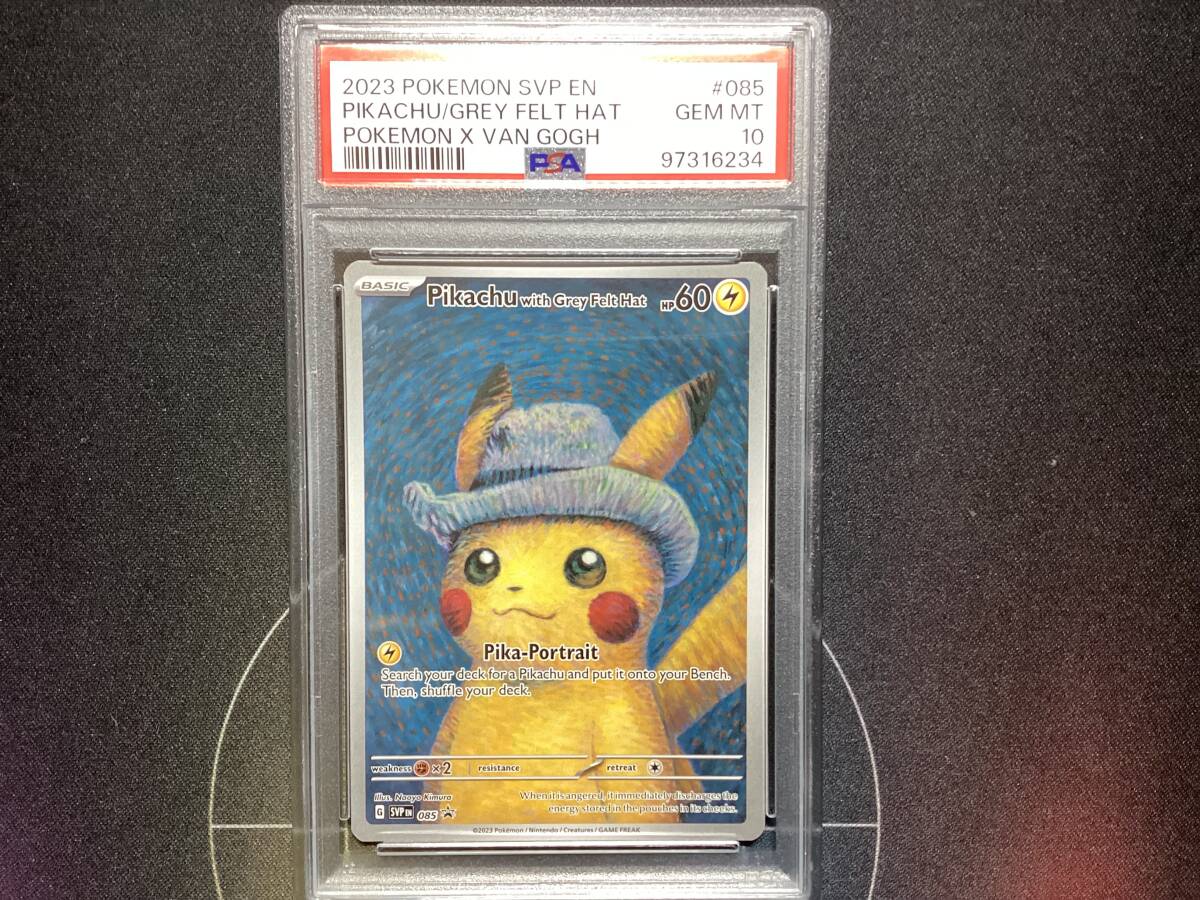 2023 POKEMON SVP EN #085
PIKACHU/GREY FELT HAT GEM MT
POKEMON X VAN GOGH 10
PSA 97316234
BASIC Pikachu with Grey Felt Hat HP 60
Pika-Portrait
Search your deck for a Pikachu and put it onto your Bench.
Then, shuffle your deck.
weakness ×2 resistance retreat
Illus. Naoyo Kimura
When it is angered, it immediately discharges the
energy stored in the pouches in its cheeks.
G SVP EN 085
©2023 Pokémon / Nintendo / Creatures / GAME FREAK